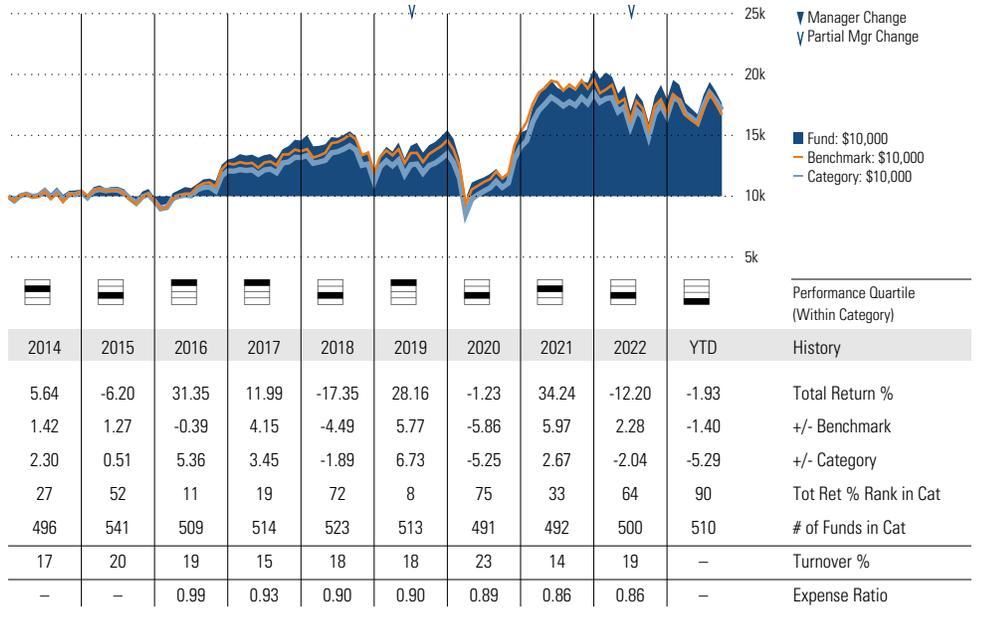 25k
Manager Change
Partial Mgr Change
20k
15k
Fund: $10,000
Benchmark: $10,000
Category: $10,000
10k
5k
Performance Quartile
(Within Category)
2014 2015 2016 2017 2018 2019 2020 2021 2022 YTD History
5.64 -6.20 31.35 11.99 -17.35 28.16 -1.23 34.24 -12.20 -1.93 Total Return %
1.42 1.27 -0.39 4.15 -4.49 5.77 -5.86 5.97 2.28 -1.40 +/- Benchmark
2.30 0.51 5.36 3.45 -1.89 6.73 -5.25 2.67 -2.04 -5.29 +/- Category
27 52 11 19 72 8 75 33 64 90 Tot Ret % Rank in Cat
496 541 509 514 523 513 491 492 500 510 # of Funds in Cat
17 20 19 15 18 18 23 14 19 – Turnover %
– – 0.99 0.93 0.90 0.90 0.89 0.86 0.86 – Expense Ratio